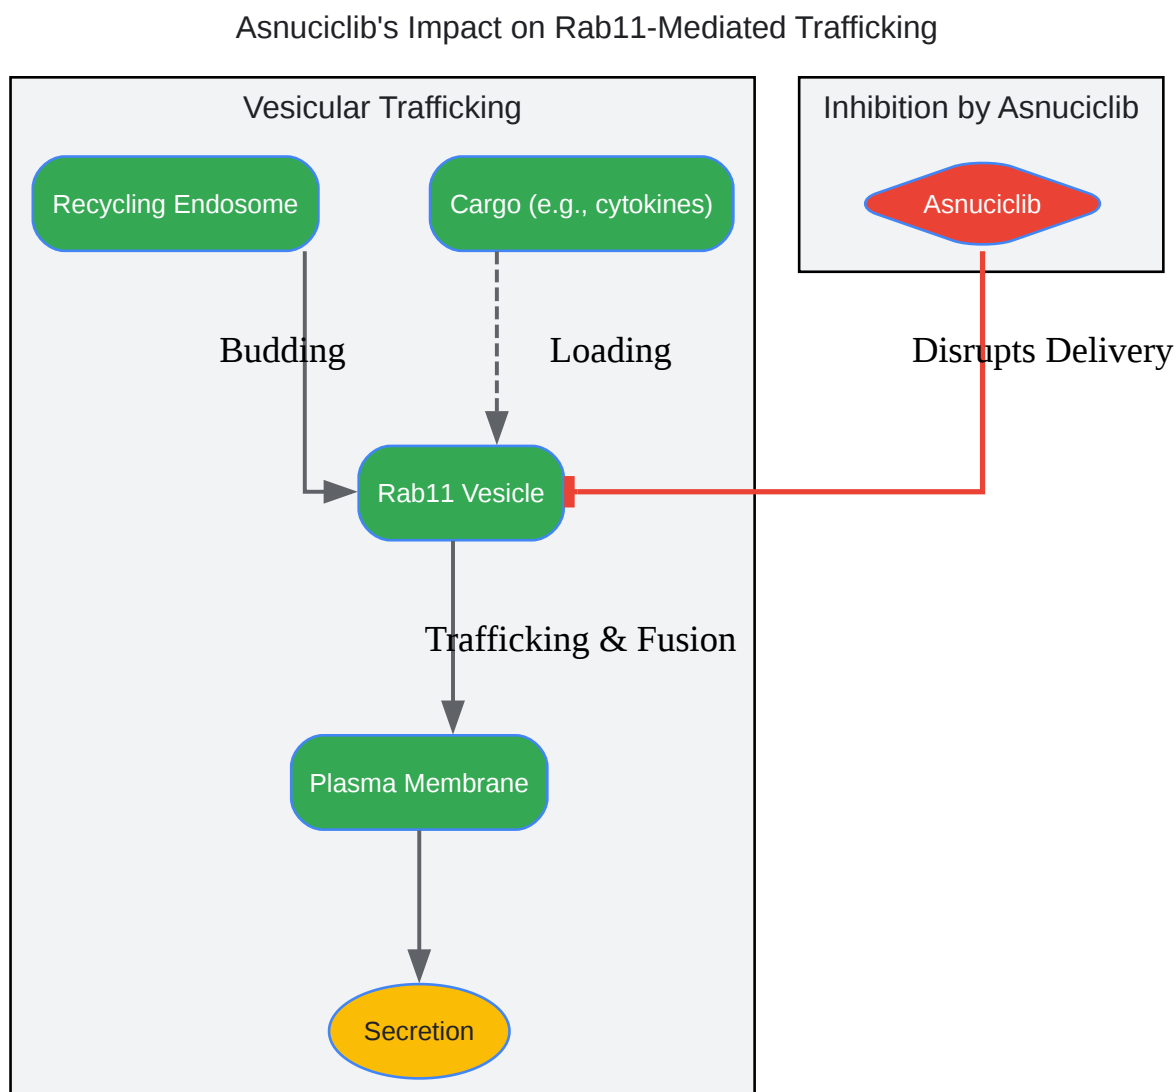 Asnuciclib's Impact on Rab11-Mediated Trafficking
Vesicular Trafficking
Inhibition by Asnuciclib
Recycling Endosome
Cargo (e.g., cytokines)
Asnuciclib
Budding
Loading
Disrupts Delivery
Rab11 Vesicle
Trafficking & Fusion
Plasma Membrane
Secretion